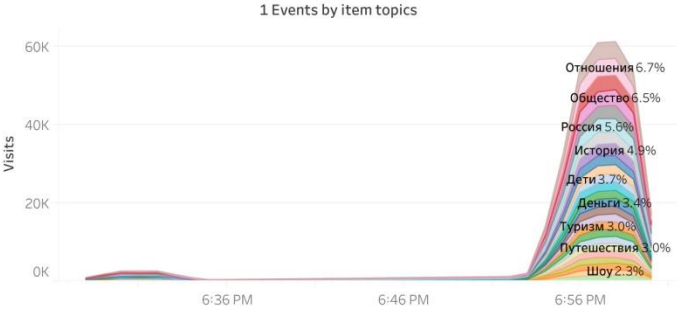 1 Events by item topics
Visits
60K
40K
20K
0K
Отношения 6.7%
Общество 6.5%
Россия 5.6%
История 4.9%
Дети 3.7%
Деньги 3.4%
Туризм 3.0%
Путешествия 3.0%
Шоу 2.3%
6:36 PM
6:46 PM
6:56 PM